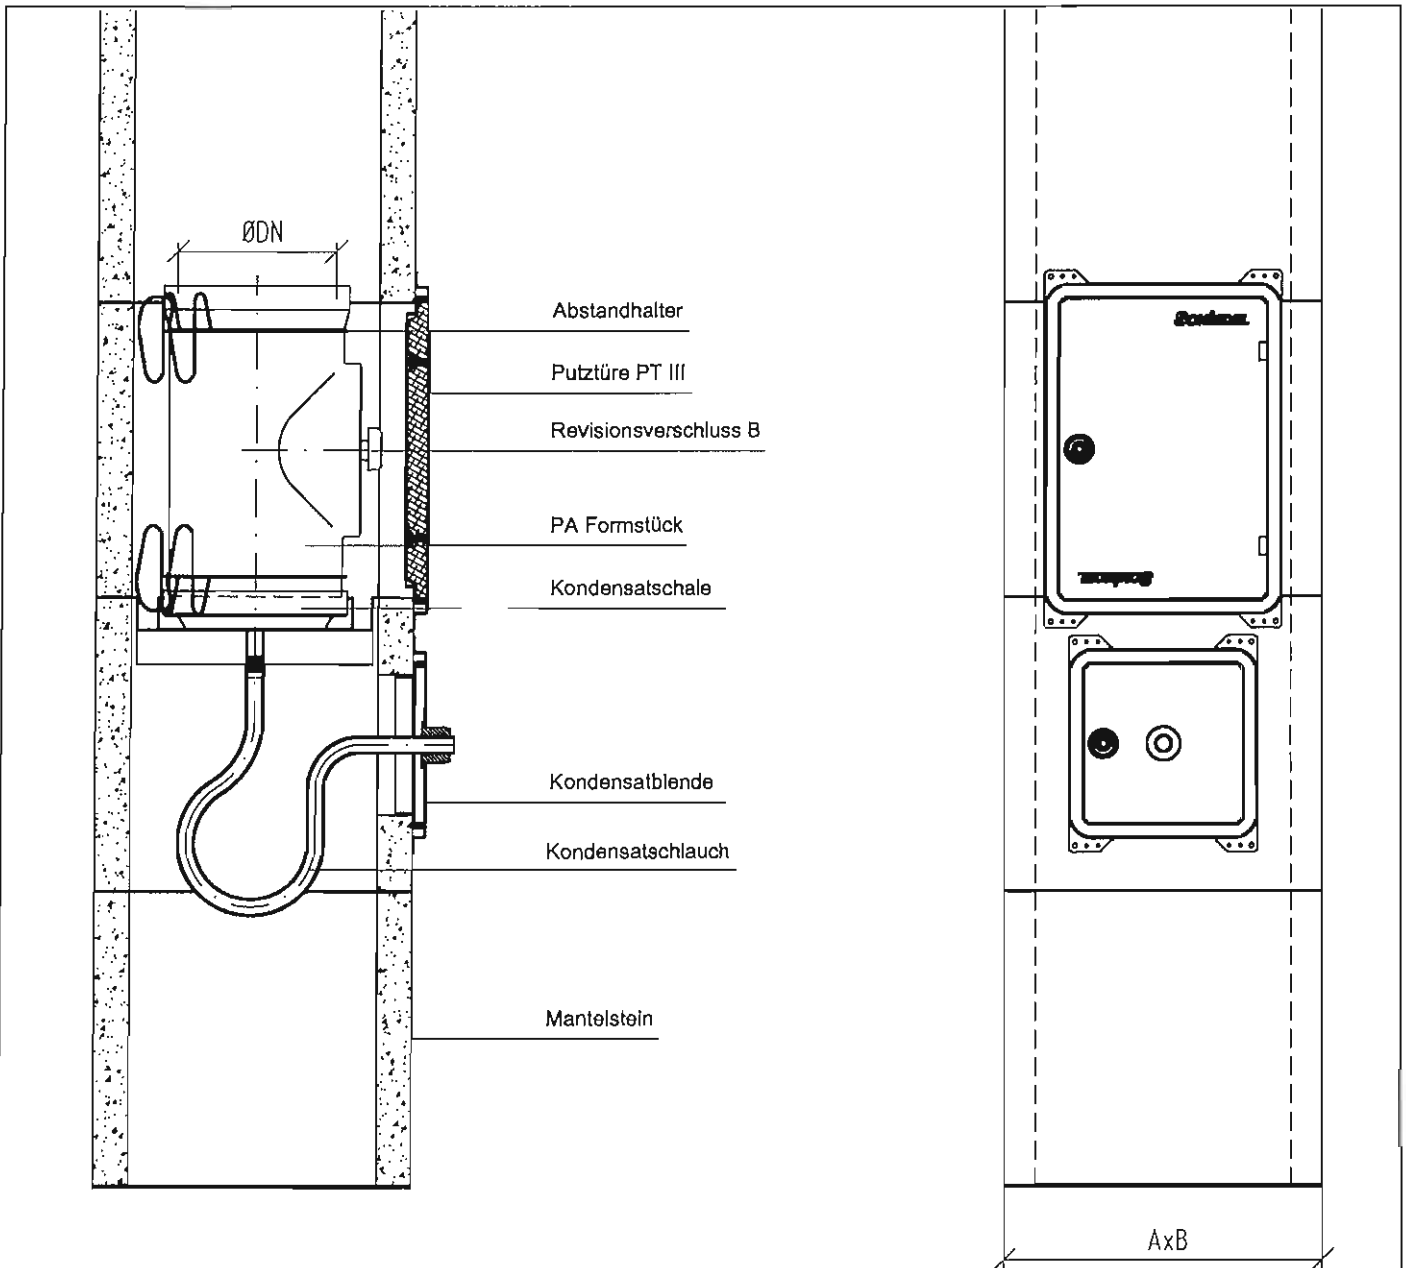 ØDN
Abstandhalter
Putztüre PT III
Revisionsverschluss B
PA Formstück
Kondensatschale
Kondensatblende
Kondensatschlauch
Mantelstein
AxB